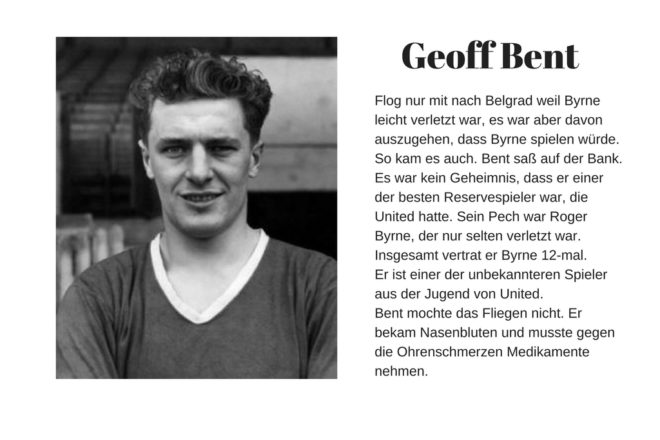 Geoff Bent
Flog nur mit nach Belgrad weil Byrne
leicht verletzt war, es war aber davon
auszugehen, dass Byrne spielen würde.
So kam es auch. Bent saß auf der Bank.
Es war kein Geheimnis, dass er einer
der besten Reservespieler war, die
United hatte. Sein Pech war Roger
Byrne, der nur selten verletzt war.
Insgesamt vertrat er Byrne 12-mal.
Er ist einer der unbekannteren Spieler
aus der Jugend von United.
Bent mochte das Fliegen nicht. Er
bekam Nasenbluten und musste gegen
die Ohrenschmerzen Medikamente
nehmen.